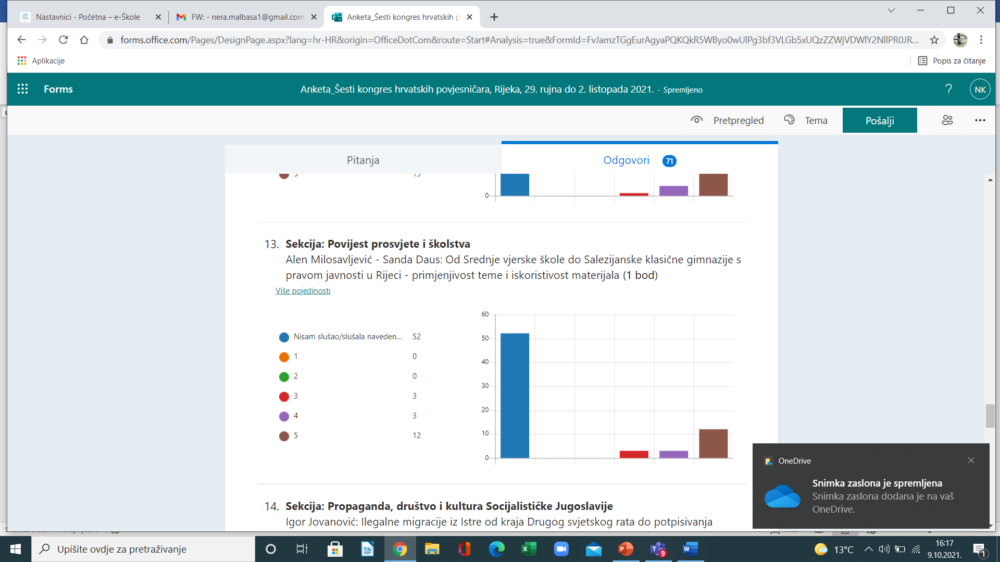 Nastavnici - Početna – e-Škole
FW: - nera.malbasa1@gmail.com
Anketa_Šesti kongres hrvatskih p
forms.office.com/Pages/DesignPage.aspx?lang=hr-HR&origin=OfficeDotCom&route=Start#Analysis=true&FormId=FvJamzTGgEurAgyaPQKQkR5WByo0wUlPg3bf3VLGb5xUQzZZWjVDWlY2NllPR0JR...
Aplikacije
Popis za čitanje
Forms
Anketa_Šesti kongres hrvatskih povjesničara, Rijeka, 29. rujna do 2. listopada 2021. - Spremljeno
?
NK
Pretpregled
Tema
Pošalji
Pitanja
Odgovori 71
0
13. Sekcija: Povijest prosvjete i školstva
Alen Milosavljević - Sanda Daus: Od Srednje vjerske škole do Salezijanske klasične gimnazije s
pravom javnosti u Rijeci - primjenjivost teme i iskoristivost materijala (1 bod)
Više pojedinosti
Nisam slušao/slušala naveden... 52
1 0
2 0
3 3
4 3
5 12
60
50
40
30
20
10
0
14. Sekcija: Propaganda, društvo i kultura Socijalističke Jugoslavije
Igor Jovanović: Ilegalne migracije iz Istre od kraja Drugog svjetskog rata do potpisivanja
OneDrive
Snimka zaslona je spremljena
Snimka zaslona dodana je na vaš
OneDrive.
Upišite ovdje za pretraživanje
9
13°C
16:17
9.10.2021.
1